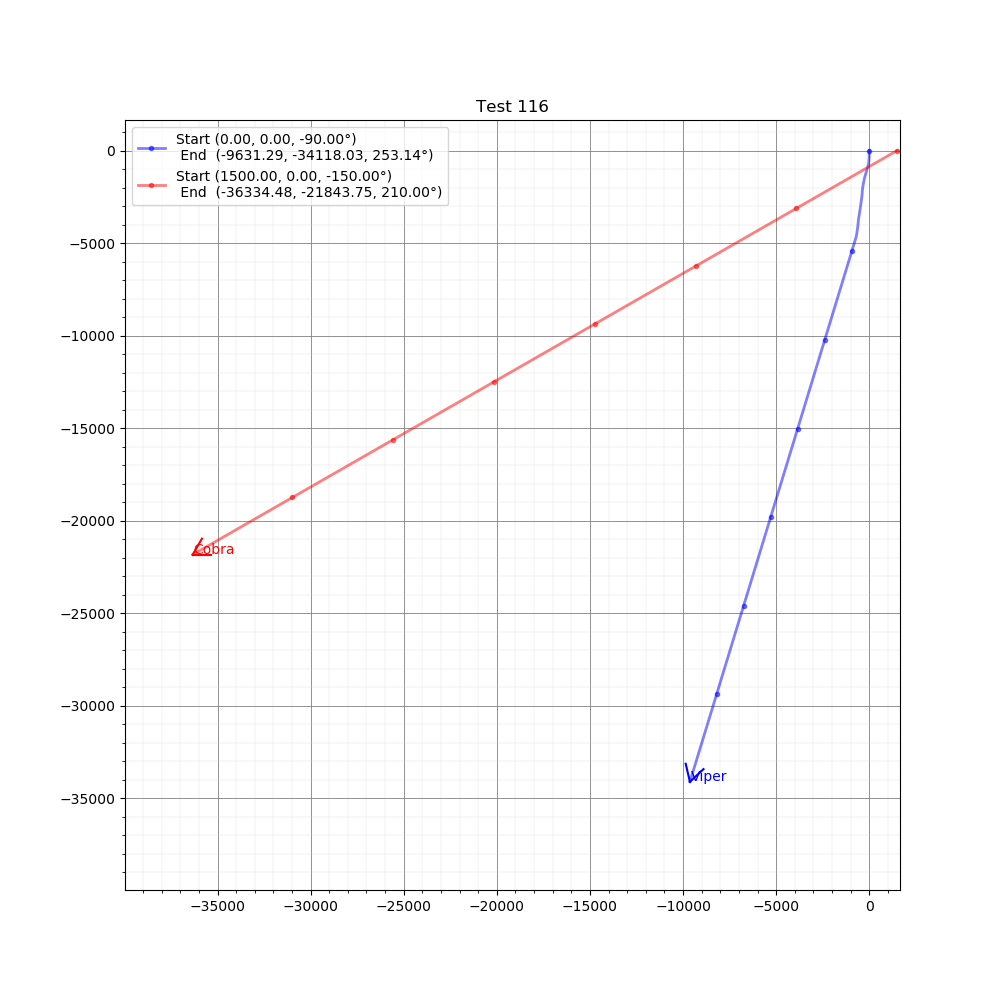 Test 116
Start (0.00, 0.00, -90.00°)
End (-9631.29, -34118.03, 253.14°)
Start (1500.00, 0.00, -150.00°)
End (-36334.48, -21843.75, 210.00°)
0
−5000
−10000
−15000
−20000
−25000
−30000
−35000
Cobra
Viper
−35000 −30000 −25000 −20000 −15000 −10000 −5000 0